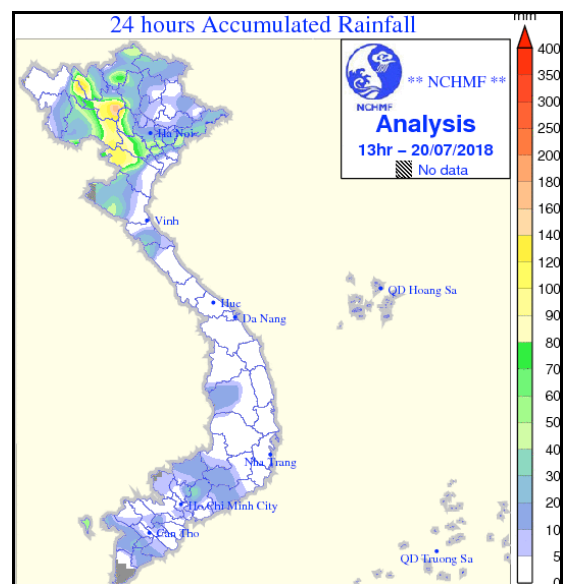 24 hours Accumulated Rainfall
mm
** NCHMF **
NCHMF
Analysis
13hr – 20/07/2018
No data
400
350
300
250
200
160
140
120
100
90
80
70
60
50
40
30
20
10
5
0
Ha Noi
Vinh
Hue
Da Nang
QD Hoang Sa
Nha Trang
Ho Chi Minh City
Can Tho
QD Truong Sa